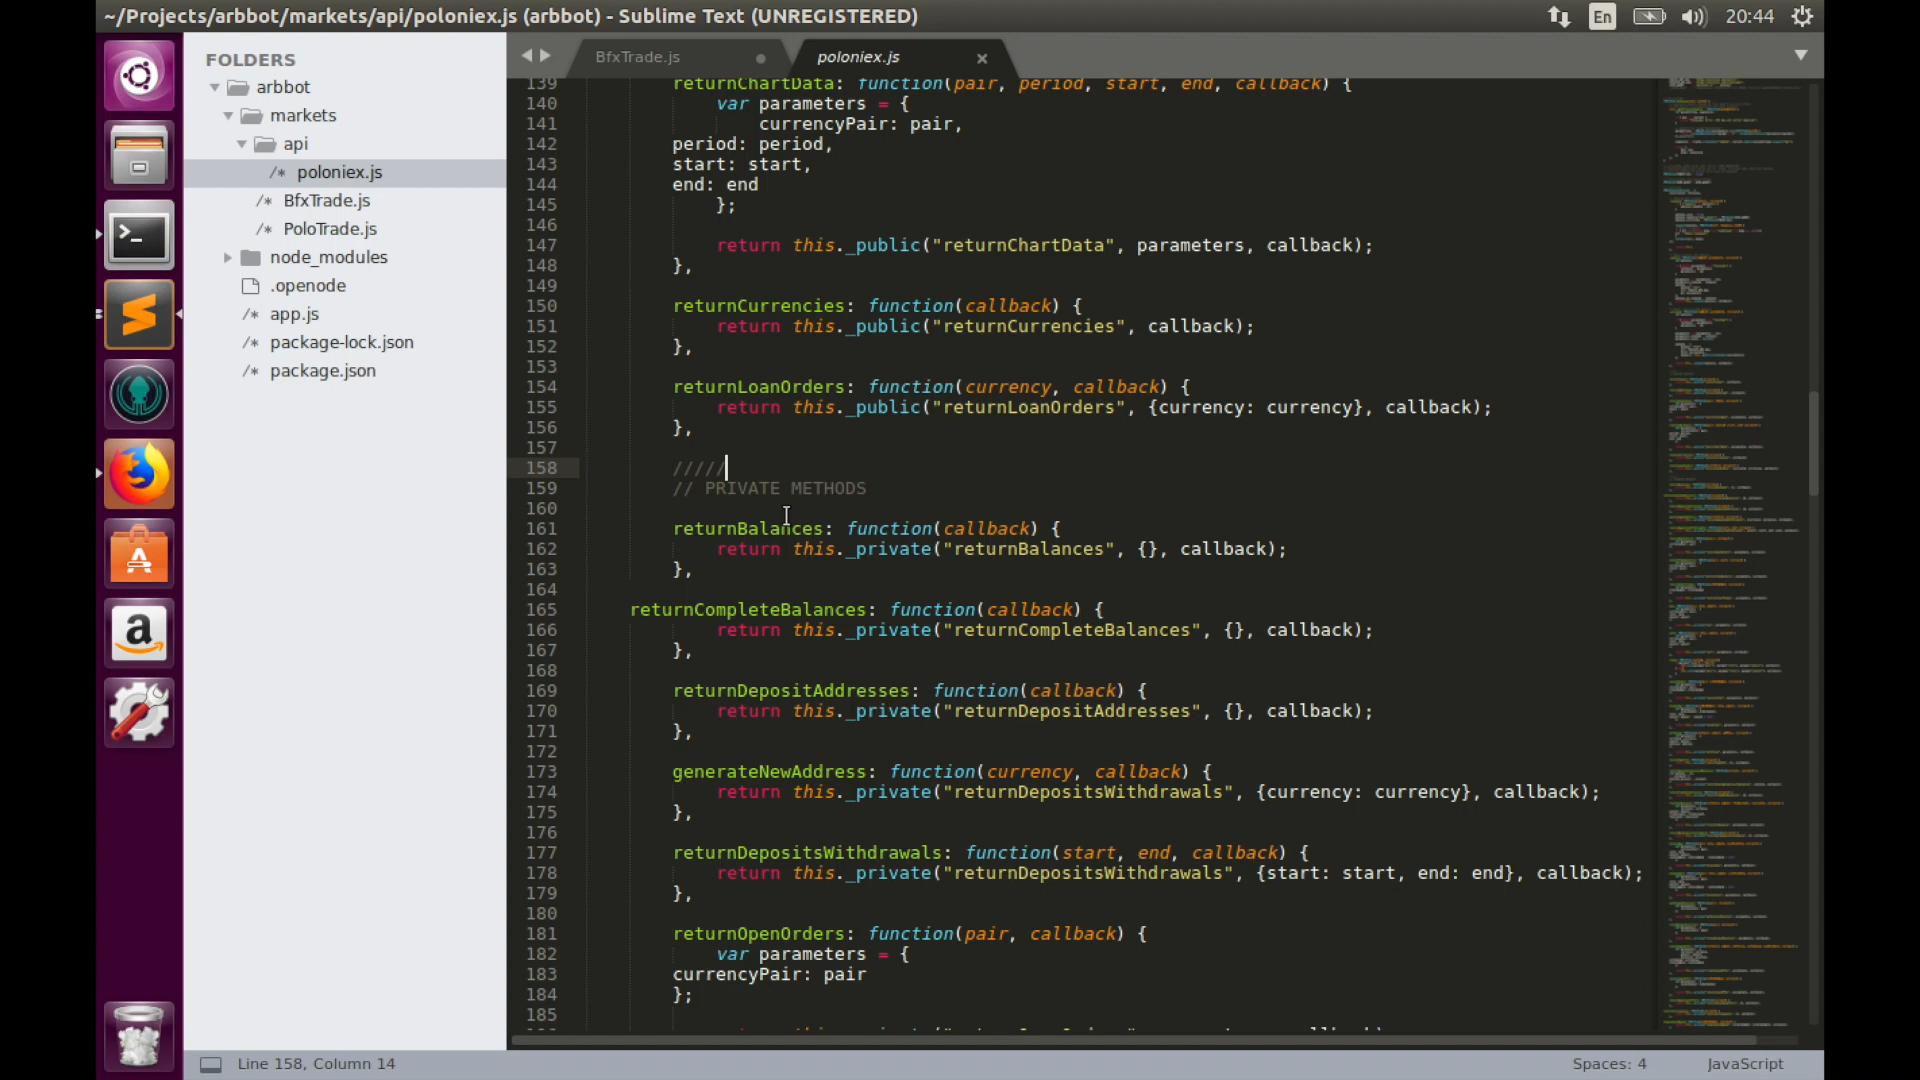 ~/Projects/arbbot/markets/api/poloniex.js (arbbot) - Sublime Text (UNREGISTERED)
En
20:44
FOLDERS
arbbot
markets
api
/* poloniex.js
/* BfxTrade.js
/* PoloTrade.js
node_modules
.openode
/* app.js
/* package-lock.json
/* package.json
BfxTrade.js
poloniex.js
139 returnChartData: function(pair, period, start, end, callback) {
140 var parameters = {
141 currencyPair: pair,
142 period: period,
143 start: start,
144 end: end
145 };
146
147 return this._public("returnChartData", parameters, callback);
148 },
149
150 returnCurrencies: function(callback) {
151 return this._public("returnCurrencies", callback);
152 },
153
154 returnLoanOrders: function(currency, callback) {
155 return this._public("returnLoanOrders", {currency: currency}, callback);
156 },
157
158 /////
159 // PRIVATE METHODS
160
161 returnBalances: function(callback) {
162 return this._private("returnBalances", {}, callback);
163 },
164
165 returnCompleteBalances: function(callback) {
166 return this._private("returnCompleteBalances", {}, callback);
167 },
168
169 returnDepositAddresses: function(callback) {
170 return this._private("returnDepositAddresses", {}, callback);
171 },
172
173 generateNewAddress: function(currency, callback) {
174 return this._private("returnDepositsWithdrawals", {currency: currency}, callback);
175 },
176
177 returnDepositsWithdrawals: function(start, end, callback) {
178 return this._private("returnDepositsWithdrawals", {start: start, end: end}, callback);
179 },
180
181 returnOpenOrders: function(pair, callback) {
182 var parameters = {
183 currencyPair: pair
184 };
185
Line 158, Column 14
Spaces: 4
JavaScript